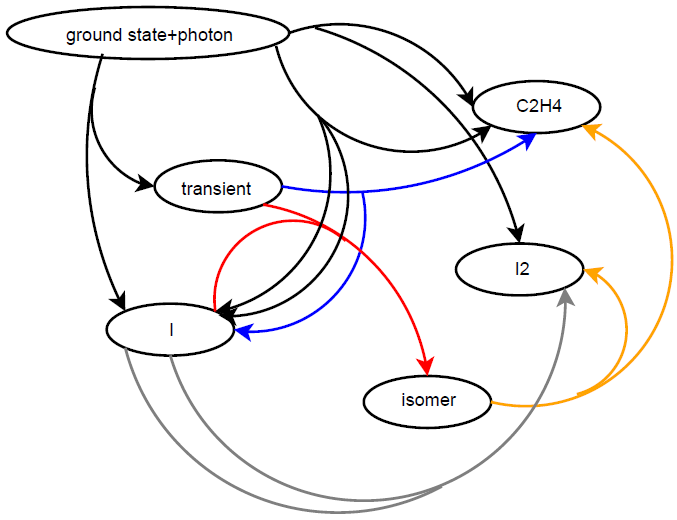 ground state+photon
C2H4
transient
I2
I
isomer